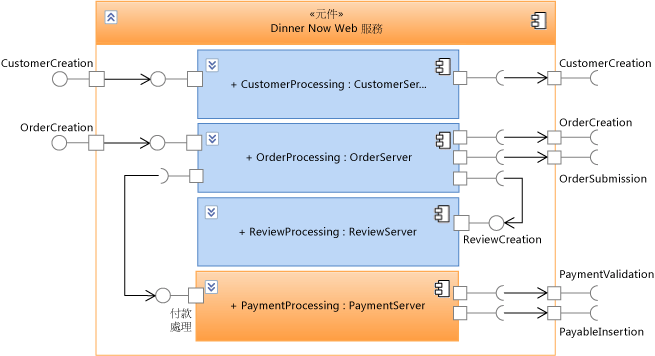 «元件»
Dinner Now Web 服務
CustomerCreation
CustomerCreation
+ CustomerProcessing : CustomerSer...
OrderCreation
OrderCreation
+ OrderProcessing : OrderServer
OrderSubmission
+ ReviewProcessing : ReviewServer
ReviewCreation
PaymentValidation
+ PaymentProcessing : PaymentServer
付款
處理
PayableInsertion